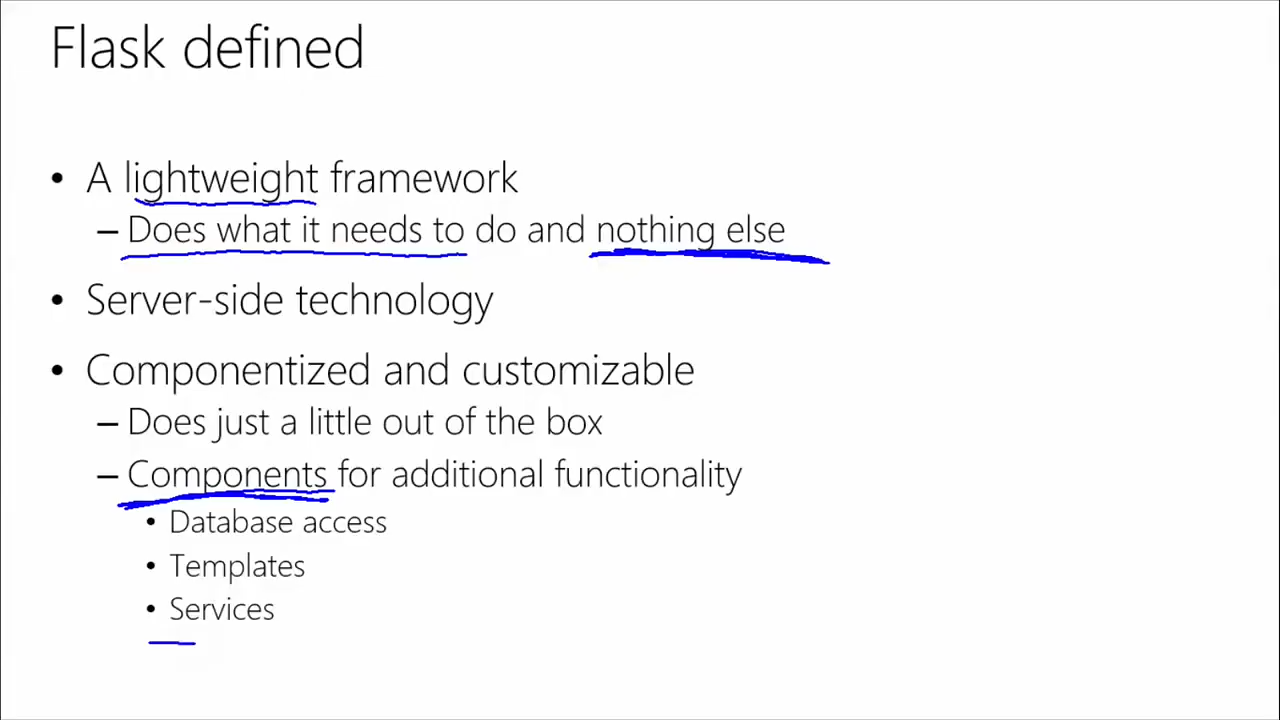 Flask defined
• A lightweight framework
– Does what it needs to do and nothing else
• Server-side technology
• Componentized and customizable
– Does just a little out of the box
– Components for additional functionality
• Database access
• Templates
• Services